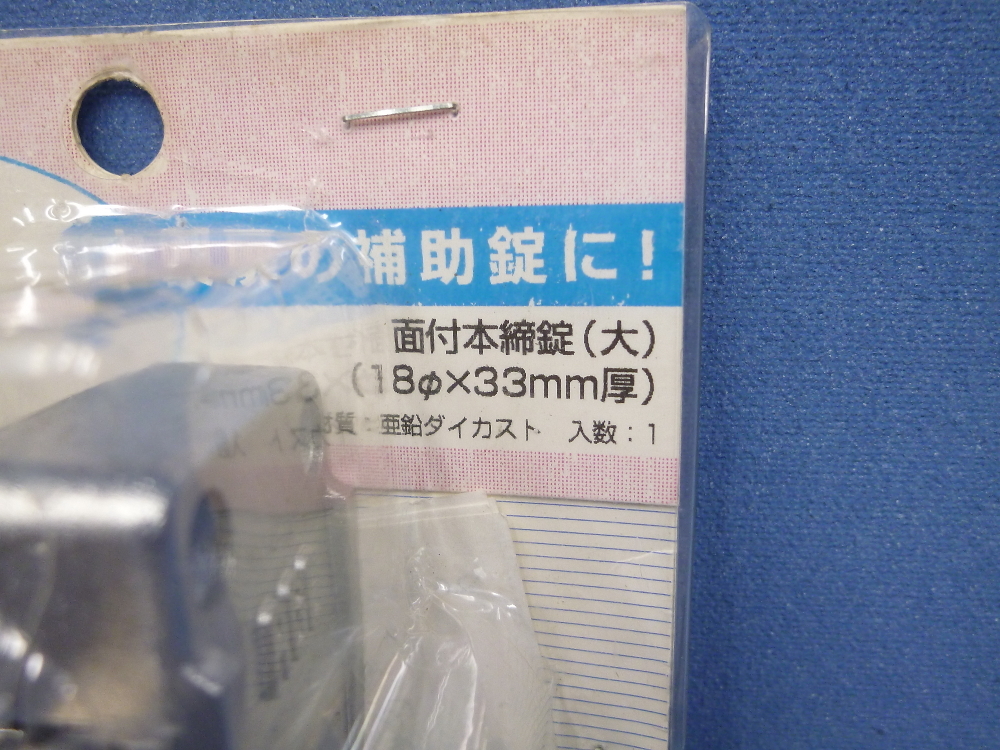 の補助錠に!
面付本締錠(大)
(18φ×33mm厚)
質:亜鉛ダイカスト 入数:1